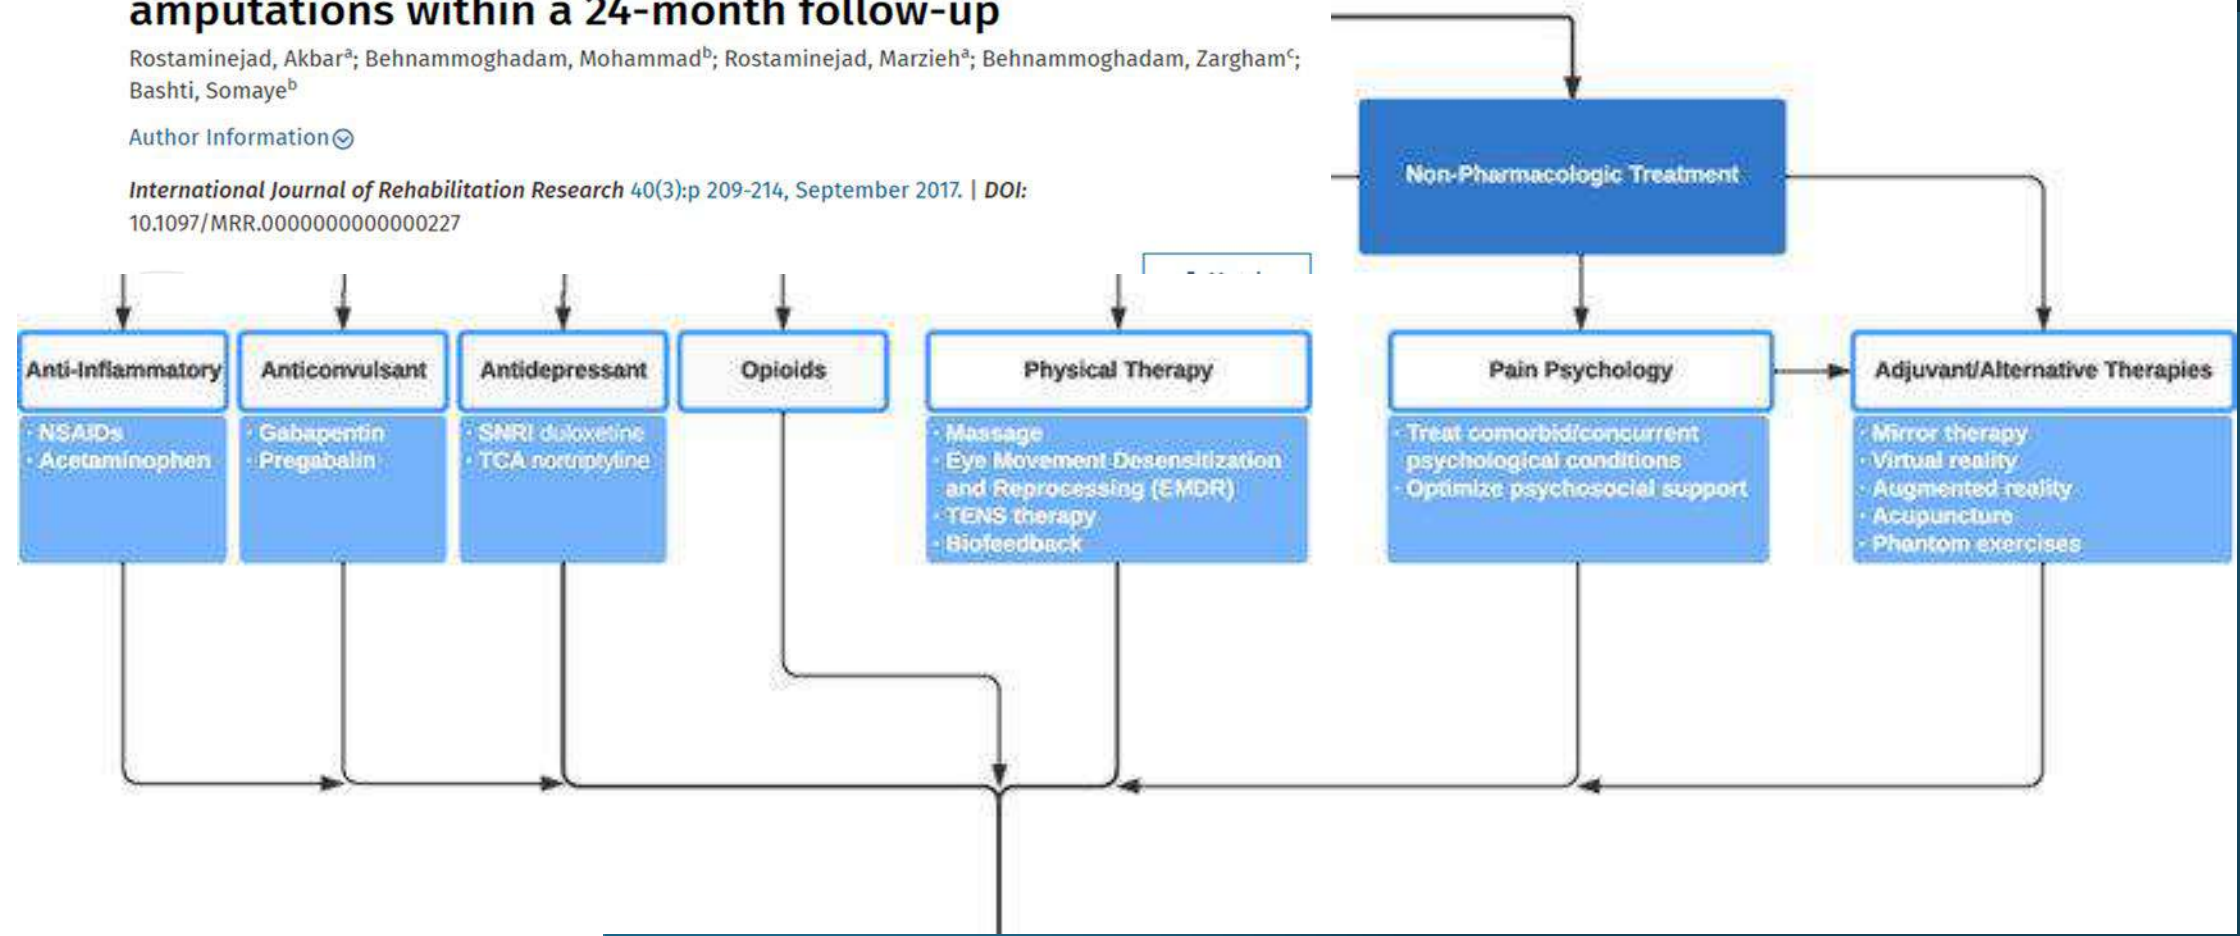 amputations within a 24-month follow-up
Rostaminejad, Akbarᵃ; Behnammoghadam, Mohammadᵇ; Rostaminejad, Marziehᵃ; Behnammoghadam, Zarghamᶜ;
Bashti, Somayeᵇ
Author Information
International Journal of Rehabilitation Research 40(3):p 209-214, September 2017. | DOI:
10.1097/MRR.0000000000000227
Non-Pharmacologic Treatment
Anti-Inflammatory
· NSAIDs
· Acetaminophen
Anticonvulsant
· Gabapentin
· Pregabalin
Antidepressant
· SNRI duloxetine
· TCA nortriptyline
Opioids
Physical Therapy
· Massage
· Eye Movement Desensitization
and Reprocessing (EMDR)
· TENS therapy
· Biofeedback
Pain Psychology
· Treat comorbid/concurrent
psychological conditions
· Optimize psychosocial support
Adjuvant/Alternative Therapies
· Mirror therapy
· Virtual reality
· Augmented reality
· Acupuncture
· Phantom exercises